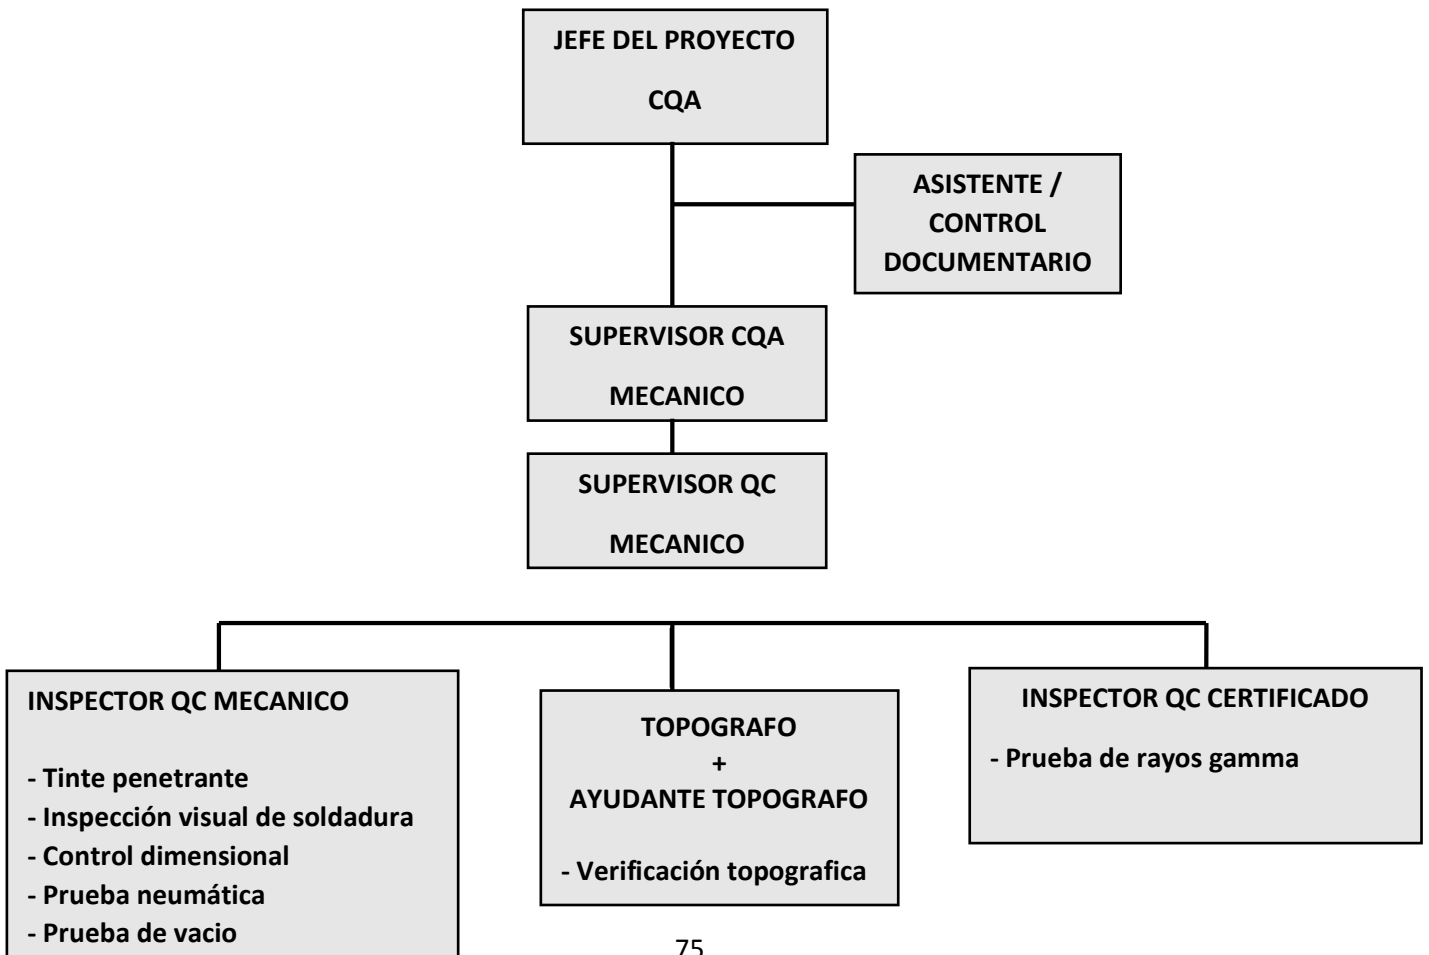 JEFE DEL PROYECTO
CQA
ASISTENTE /
CONTROL
DOCUMENTARIO
SUPERVISOR CQA
MECANICO
SUPERVISOR QC
MECANICO
INSPECTOR QC MECANICO
- Tinte penetrante
- Inspección visual de soldadura
- Control dimensional
- Prueba neumática
- Prueba de vacio
TOPOGRAFO
+
AYUDANTE TOPOGRAFO
- Verificación topografica
INSPECTOR QC CERTIFICADO
- Prueba de rayos gamma
75